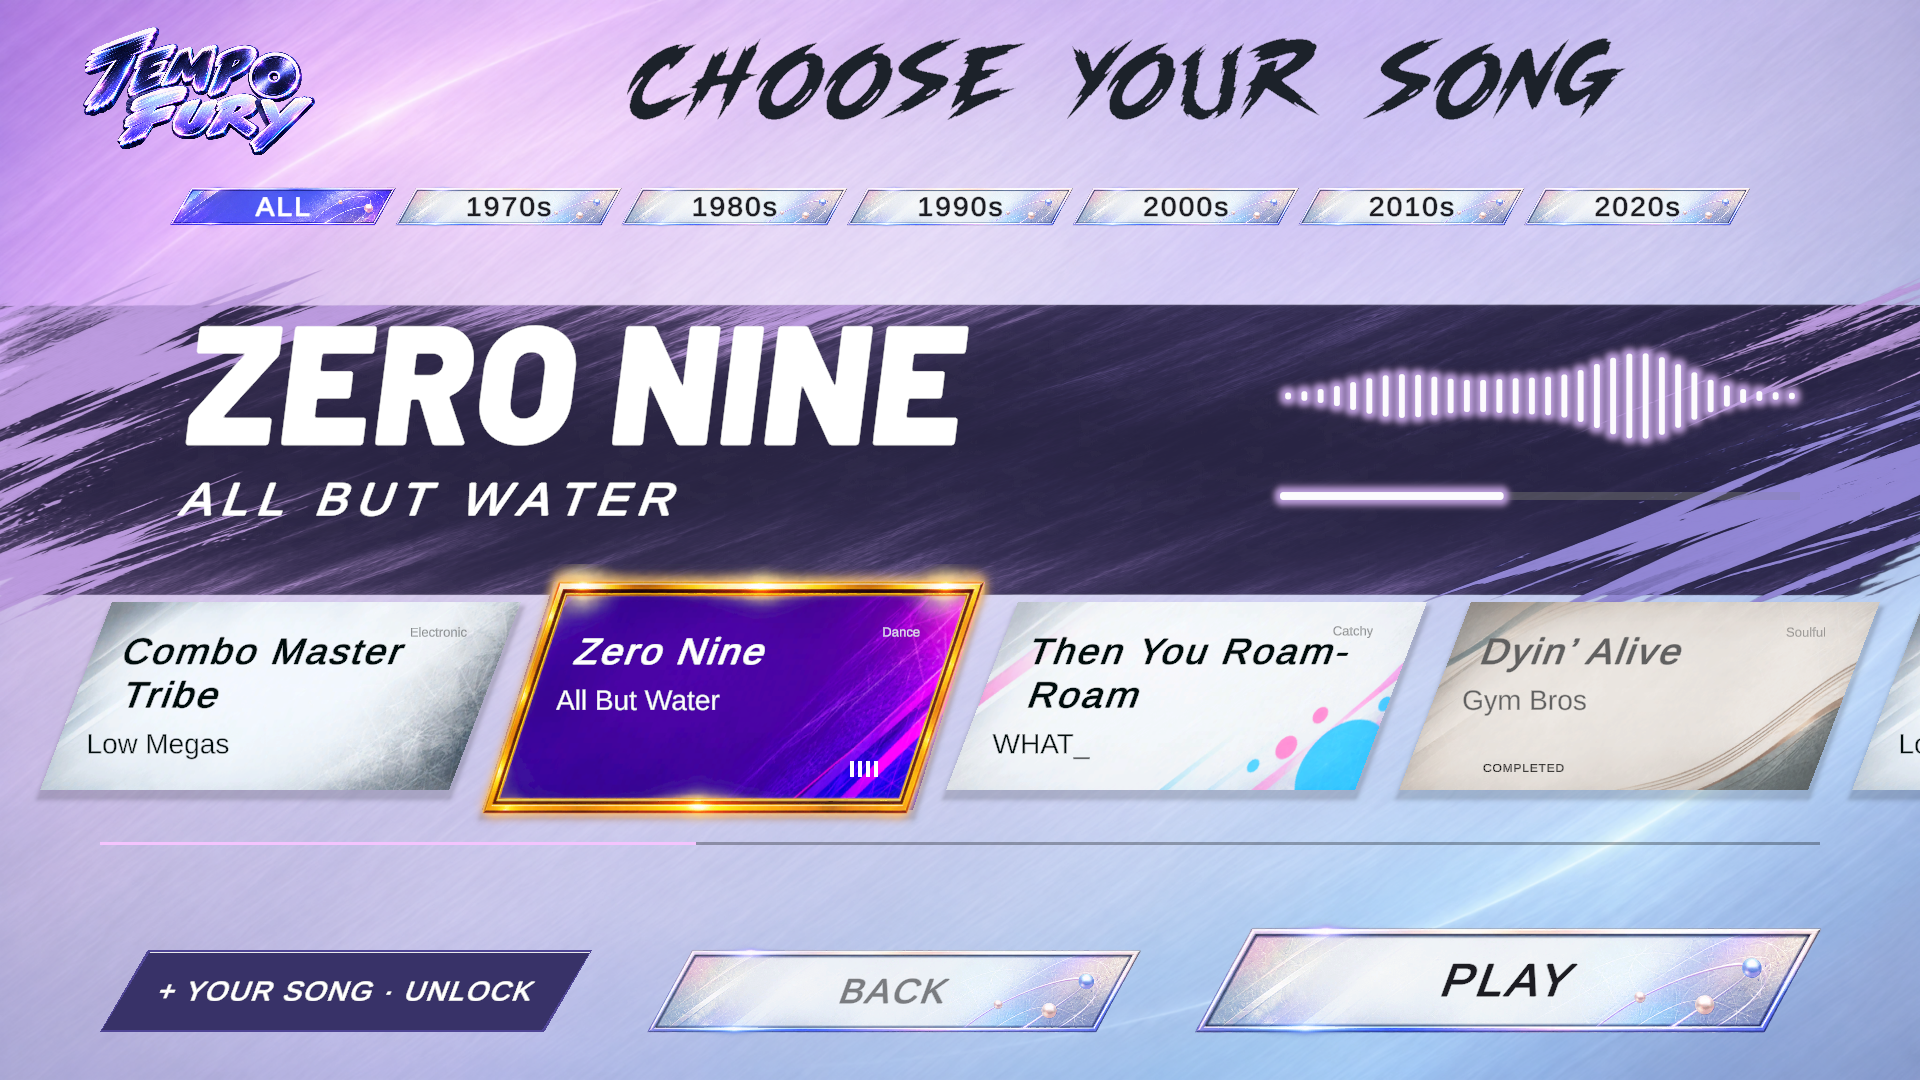 TEMPO
FURY
CHOOSE YOUR SONG
ALL
1970s
1980s
1990s
2000s
2010s
2020s
ZERO NINE
ALL BUT WATER
Electronic
Combo Master
Tribe
Low Megas
Dance
Zero Nine
All But Water
Catchy
Then You Roam-
Roam
WHAT_
Soulful
Dyin’ Alive
Gym Bros
COMPLETED
+ YOUR SONG · UNLOCK
BACK
PLAY